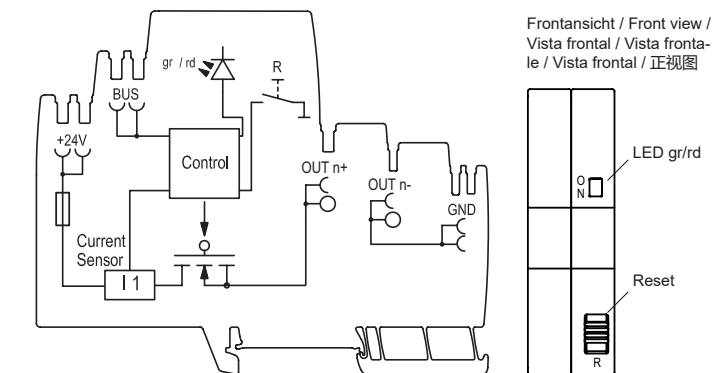 Frontansicht / Front view /
Vista frontal / Vista fronta-
le / Vista frontal / 正视图
gr / rd
R
BUS
+24V
Control
OUT n+
OUT n-
GND
Current
Sensor
I 1
LED gr/rd
O
N
Reset
R